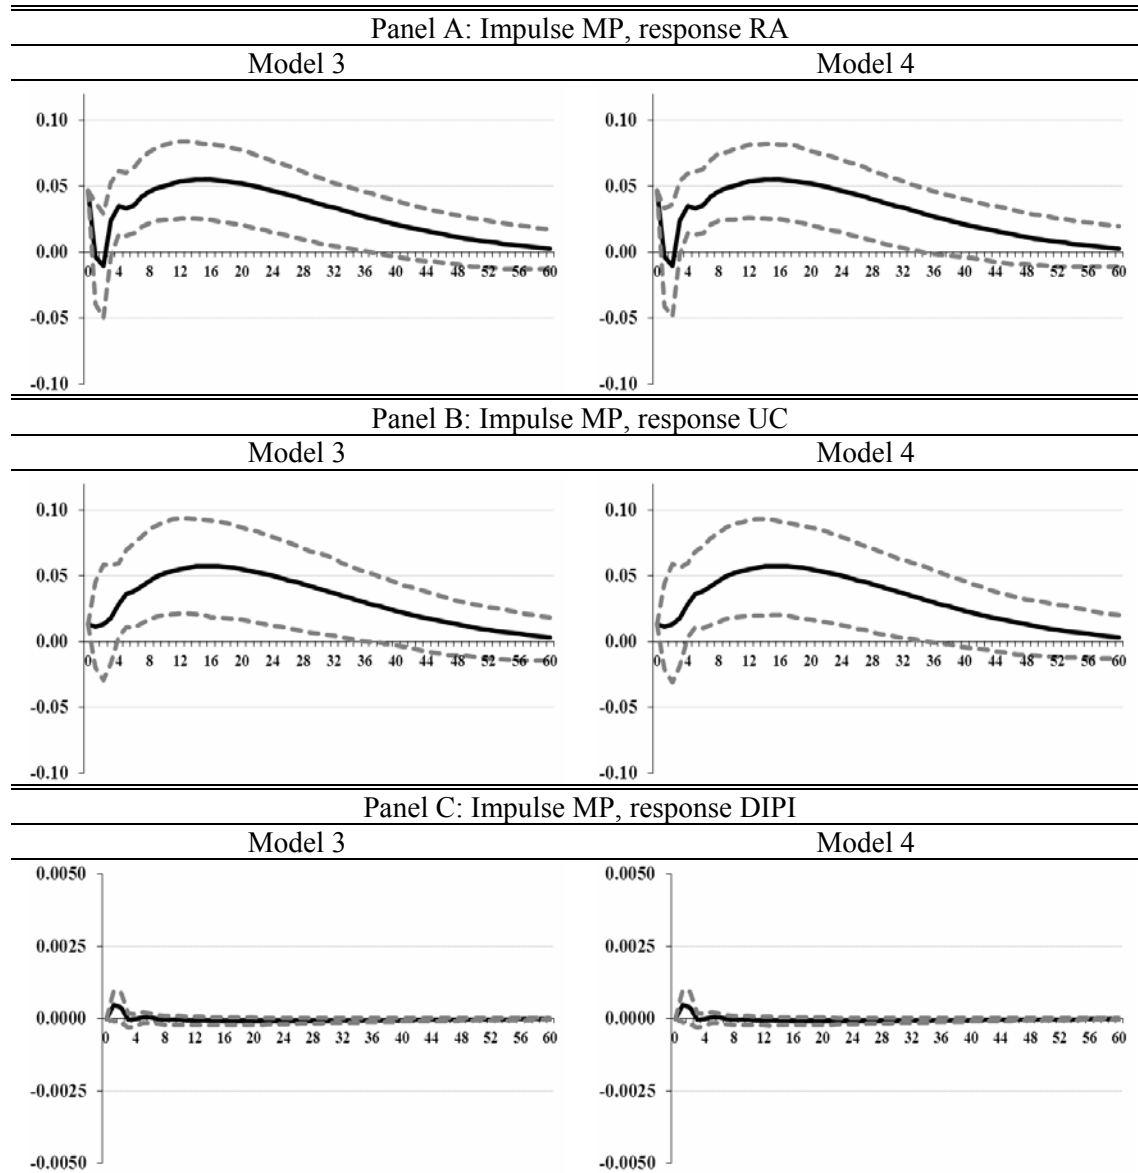 Panel A: Impulse MP, response RA
Model 3 Model 4
0.10 0.10
0.05 0.05
0.00 0.00
0 4 8 12 16 20 24 28 32 36 40 44 48 52 56 60 0 4 8 12 16 20 24 28 32 36 40 44 48 52 56 60
-0.05 -0.05
-0.10 -0.10
Panel B: Impulse MP, response UC
Model 3 Model 4
0.10 0.10
0.05 0.05
0.00 0.00
0 4 8 12 16 20 24 28 32 36 40 44 48 52 56 60 0 4 8 12 16 20 24 28 32 36 40 44 48 52 56 60
-0.05 -0.05
-0.10 -0.10
Panel C: Impulse MP, response DIPI
Model 3 Model 4
0.0050 0.0050
0.0025 0.0025
0.0000 0.0000
0 4 8 12 16 20 24 28 32 36 40 44 48 52 56 60 0 4 8 12 16 20 24 28 32 36 40 44 48 52 56 60
-0.0025 -0.0025
-0.0050 -0.0050